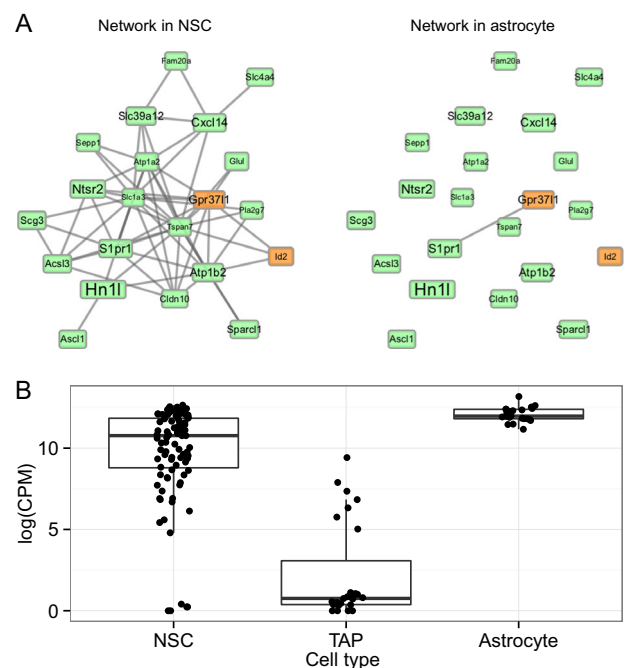 A
Network in NSC
Network in astrocyte
Fam20a
Slc4a4
Slc39a12
Cxcl14
Sepp1
Atp1a2
Glul
Ntsr2
Slc1a3
Gpr37l1
Pla2g7
Scg3
Tspan7
S1pr1
Acsl3
Id2
Atp1b2
Hn1l
Cldn10
Sparcl1
Ascl1
Fam20a
Slc4a4
Slc39a12
Cxcl14
Sepp1
Atp1a2
Glul
Ntsr2
Slc1a3
Gpr37l1
Pla2g7
Scg3
Tspan7
S1pr1
Acsl3
Id2
Atp1b2
Hn1l
Cldn10
Sparcl1
Ascl1
B
log(CPM)
10
5
0
NSC TAP Astrocyte
Cell type